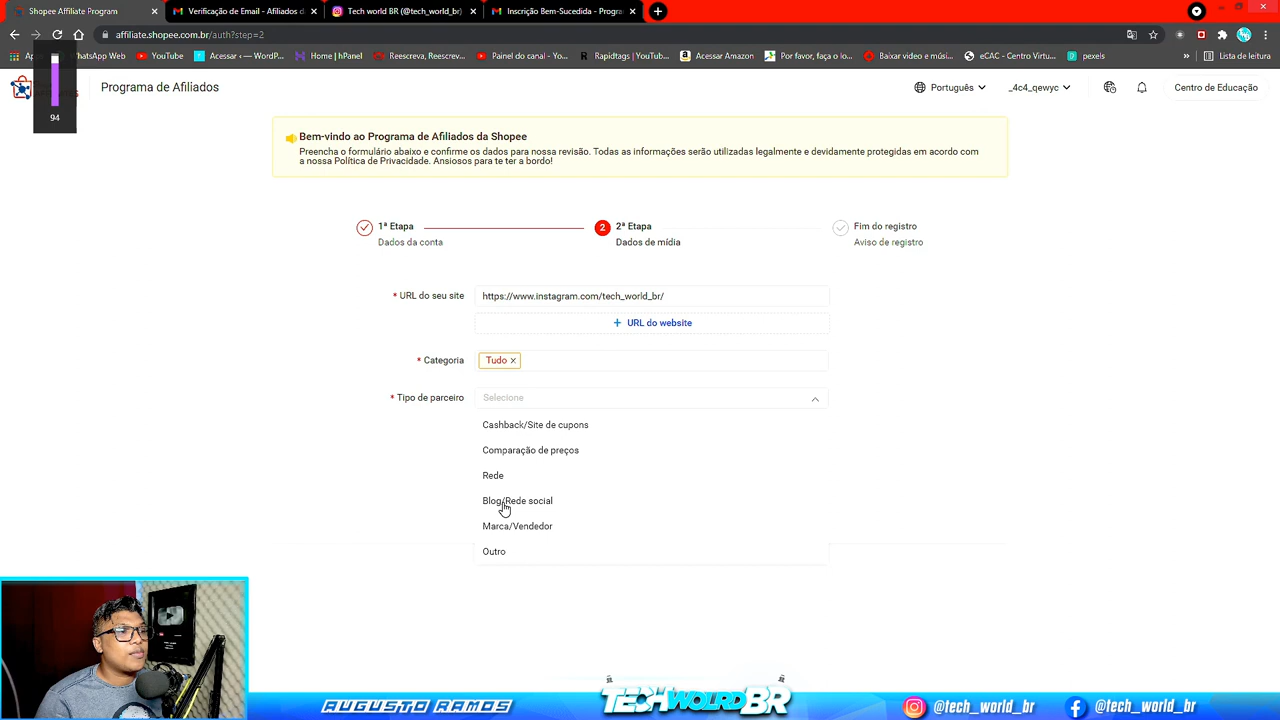 Shopee Affiliate Program
Verificação de Email - Afiliados da
Tech world BR (@tech_world_br)
Inscrição Bem-Sucedida - Progra
affiliate.shopee.com.br/auth?step=2
WhatsApp Web
YouTube
Acessar ‹ — Wo...
Home | hPanel
Reescreva, Reescrev...
Painel do canal - Yo...
Rapidtags | YouTub...
Acessar Amazon
Por favor, faça o lo...
Baixar video e músi...
eCAC - Centro Virtu...
pexels
»
Lista de leitura
94
Programa de Afiliados
Português
_4c4_qewyc
Centro de Educação
Bem-vindo ao Programa de Afiliados da Shopee
Preencha o formulário abaixo e confirme os dados para nossa revisão. Todas as informações serão utilizadas legalmente e devidamente protegidas em acordo com
a nossa Política de Privacidade. Ansiosos para te ter a bordo!
1ª Etapa
Dados da conta
2
2ª Etapa
Dados de mídia
Fim do registro
Aviso de registro
* URL do seu site
https://www.instagram.com/tech_world_br/
+ URL do website
* Categoria
Tudo ×
* Tipo de parceiro
Selecione
Cashback/Site de cupons
Comparação de preços
Rede
Blog/Rede social
Marca/Vendedor
Outro
AUGUSTO RAMOS
TECHWOLRDBR
@tech_world_br
@tech_world_br